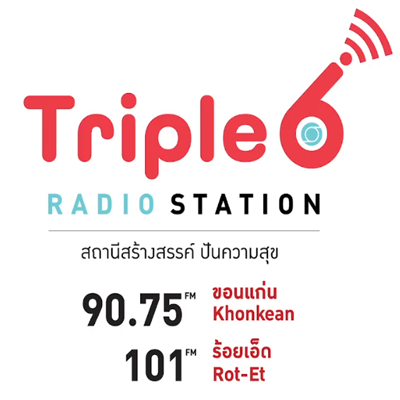 Triple 6
RADIO STATION
สถานีสร้างสรรค์ ปันความสุข
90.75 FM ขอนแก่น
Khonkean
101 FM ร้อยเอ็ด
Rot-Et